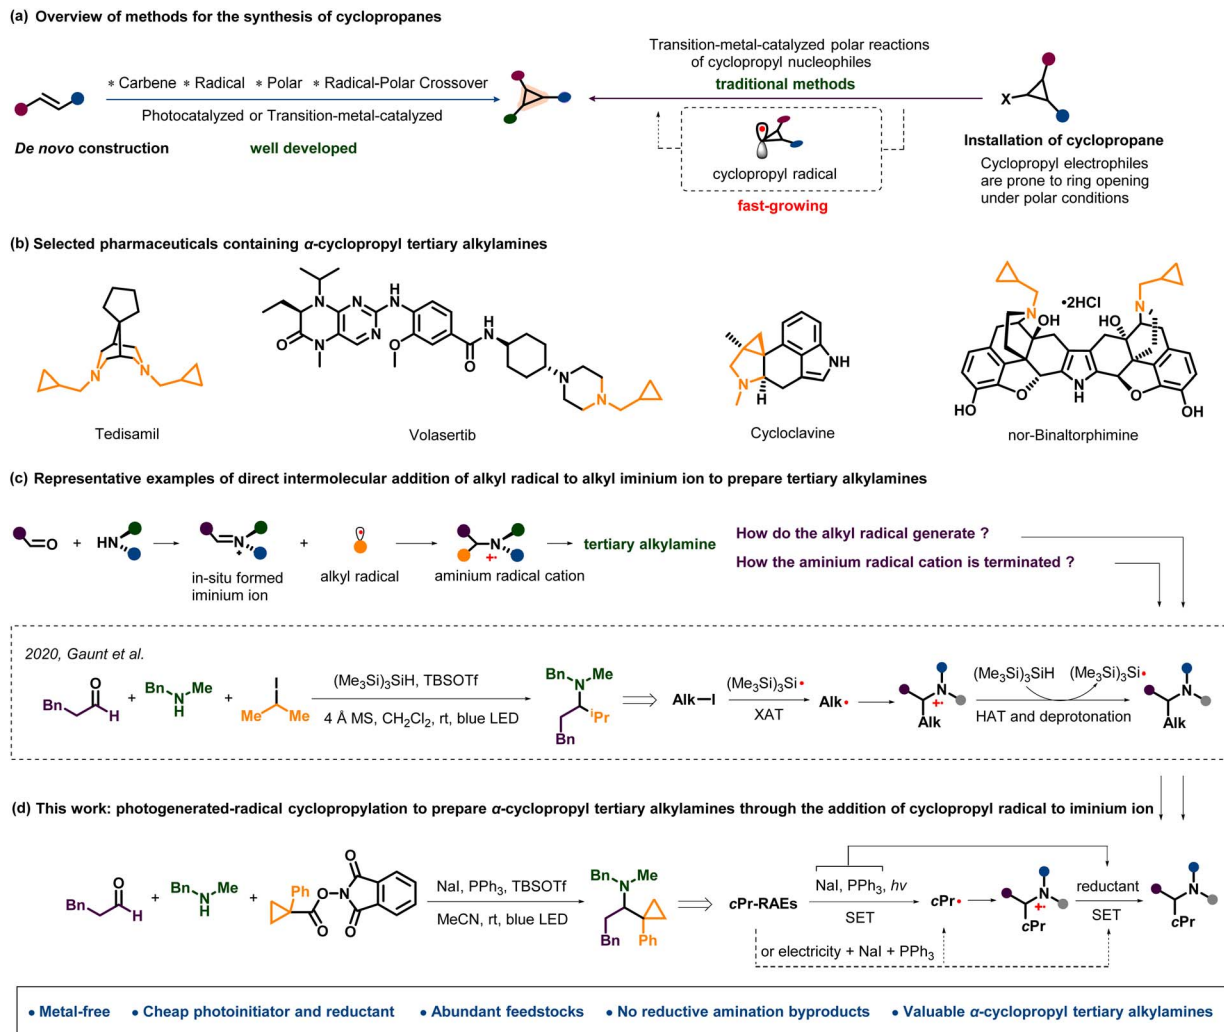 (a) Overview of methods for the synthesis of cyclopropanes
∗ Carbene ∗ Radical ∗ Polar ∗ Radical-Polar Crossover
Photocatalyzed or Transition-metal-catalyzed
De novo construction
well developed
Transition-metal-catalyzed polar reactions
of cyclopropyl nucleophiles
traditional methods
cyclopropyl radical
fast-growing
X
Installation of cyclopropane
Cyclopropyl electrophiles
are prone to ring opening
under polar conditions
(b) Selected pharmaceuticals containing α-cyclopropyl tertiary alkylamines
N
N
Tedisamil
N
N
H
N
O
N
Me
N
O
H
N
O
N
N
Volasertib
N
H
NH
Cycloclavine
N
•2HCl
N
OH
HO
O
N
H
O
HO
OH
nor-Binaltorphimine
(c) Representative examples of direct intermolecular addition of alkyl radical to alkyl iminium ion to prepare tertiary alkylamines
O
+
HN
N
+
+
N
+•
tertiary alkylamine
in-situ formed
iminium ion
alkyl radical
aminium radical cation
How do the alkyl radical generate ?
How the aminium radical cation is terminated ?
2020, Gaunt et al.
Bn
O
H
+
Bn
N
H
Me
+
I
Me
Me
(Me3Si)3SiH, TBSOTf
4 Å MS, CH2Cl2, rt, blue LED
Bn
N
Me
iPr
Bn
Alk–I
(Me3Si)3Si•
XAT
Alk•
N
+•
Alk
(Me3Si)3SiH
(Me3Si)3Si•
HAT and deprotonation
N
Alk
(d) This work: photogenerated-radical cyclopropylation to prepare α-cyclopropyl tertiary alkylamines through the addition of cyclopropyl radical to iminium ion
Bn
O
H
+
Bn
N
H
Me
+
Ph
O
O
N
O
O
NaI, PPh3, TBSOTf
MeCN, rt, blue LED
Bn
N
Me
Bn
Ph
cPr-RAEs
NaI, PPh3, hv
SET
cPr•
N
+•
cPr
reductant
SET
N
cPr
or electricity + NaI + PPh3
• Metal-free • Cheap photoinitiator and reductant • Abundant feedstocks • No reductive amination byproducts • Valuable α-cyclopropyl tertiary alkylamines